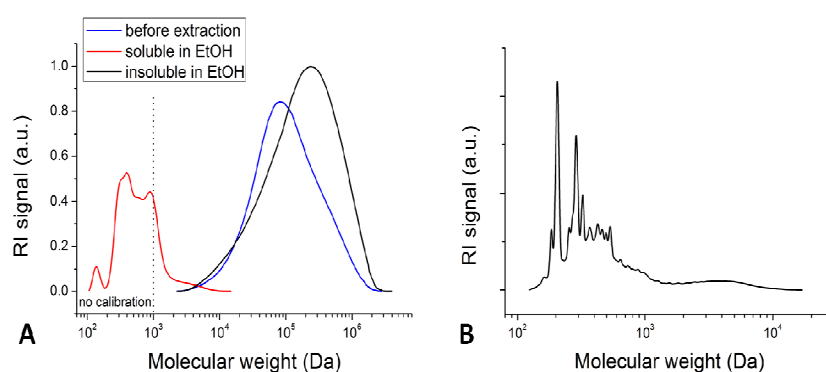 before extraction
soluble in EtOH
insoluble in EtOH
1.0
0.8
0.6
0.4
0.2
0.0
RI signal (a.u.)
no calibration
10²
10³
10⁴
10⁵
10⁶
Molecular weight (Da)
A
RI signal (a.u.)
10²
10³
10⁴
Molecular weight (Da)
B